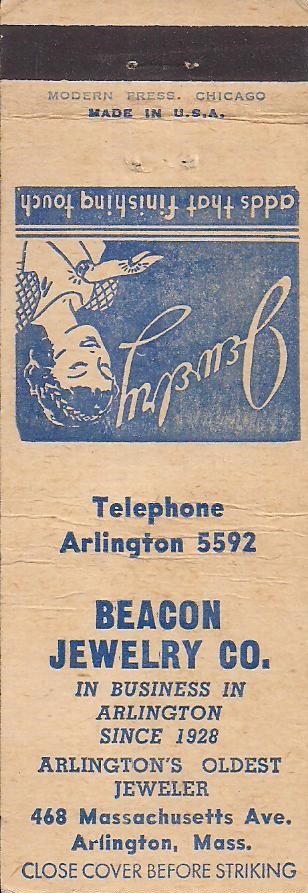 MODERN PRESS. CHICAGO
MADE IN U.S.A.
Jewelry
adds that finishing touch
Telephone
Arlington 5592
BEACON
JEWELRY CO.
IN BUSINESS IN
ARLINGTON
SINCE 1928
ARLINGTON'S OLDEST
JEWELER
468 Massachusetts Ave.
Arlington, Mass.
CLOSE COVER BEFORE STRIKING